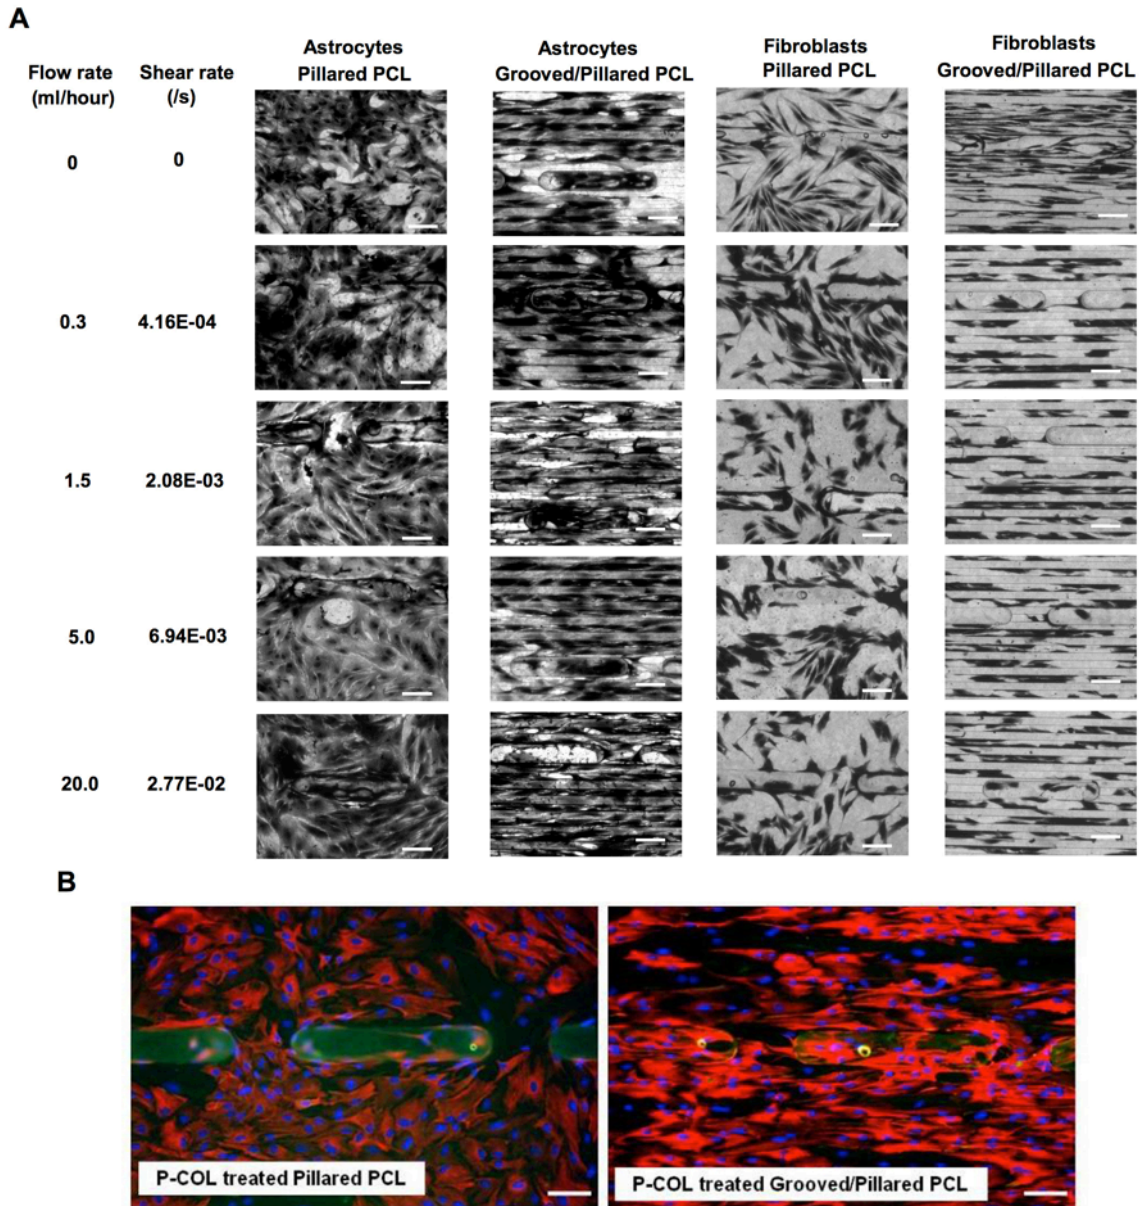 A
Astrocytes
Pillared PCL
Astrocytes
Grooved/Pillared PCL
Fibroblasts
Pillared PCL
Fibroblasts
Grooved/Pillared PCL
Flow rate
(ml/hour)
Shear rate
(/s)
0 0
0.3 4.16E-04
1.5 2.08E-03
5.0 6.94E-03
20.0 2.77E-02
B
P-COL treated Pillared PCL
P-COL treated Grooved/Pillared PCL